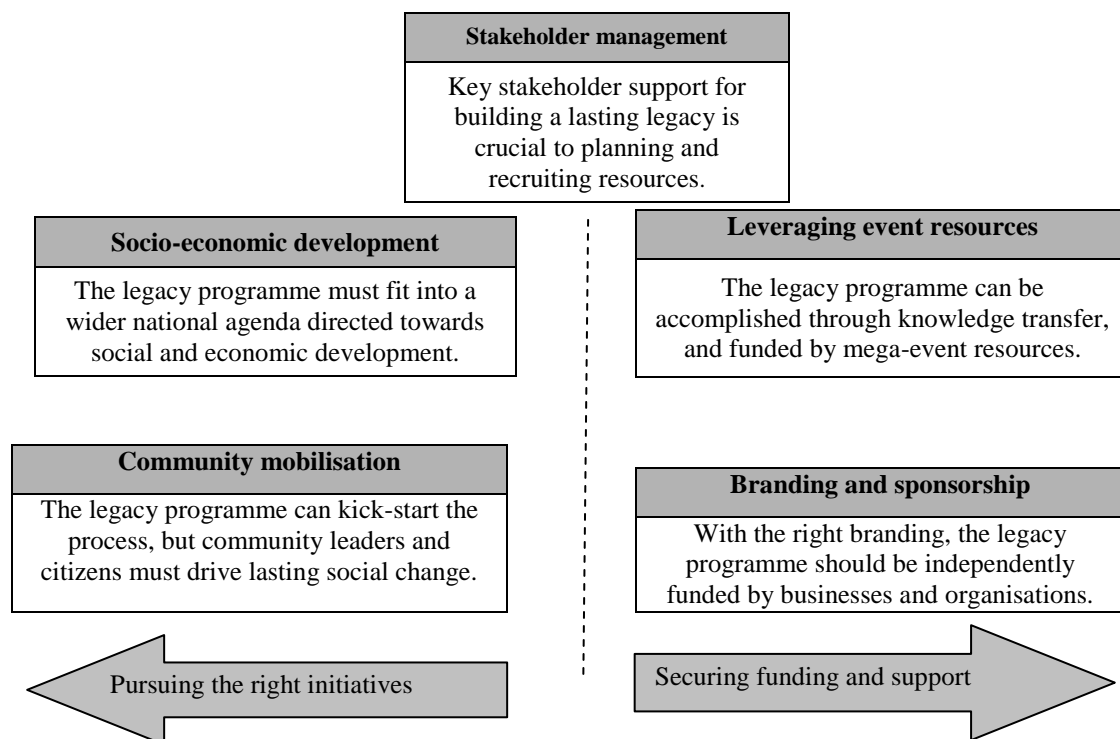 Stakeholder management
Key stakeholder support for
building a lasting legacy is
crucial to planning and
recruiting resources.
Socio-economic development
The legacy programme must fit into a
wider national agenda directed towards
social and economic development.
Leveraging event resources
The legacy programme can be
accomplished through knowledge transfer,
and funded by mega-event resources.
Community mobilisation
The legacy programme can kick-start the
process, but community leaders and
citizens must drive lasting social change.
Branding and sponsorship
With the right branding, the legacy
programme should be independently
funded by businesses and organisations.
Pursuing the right initiatives
Securing funding and support